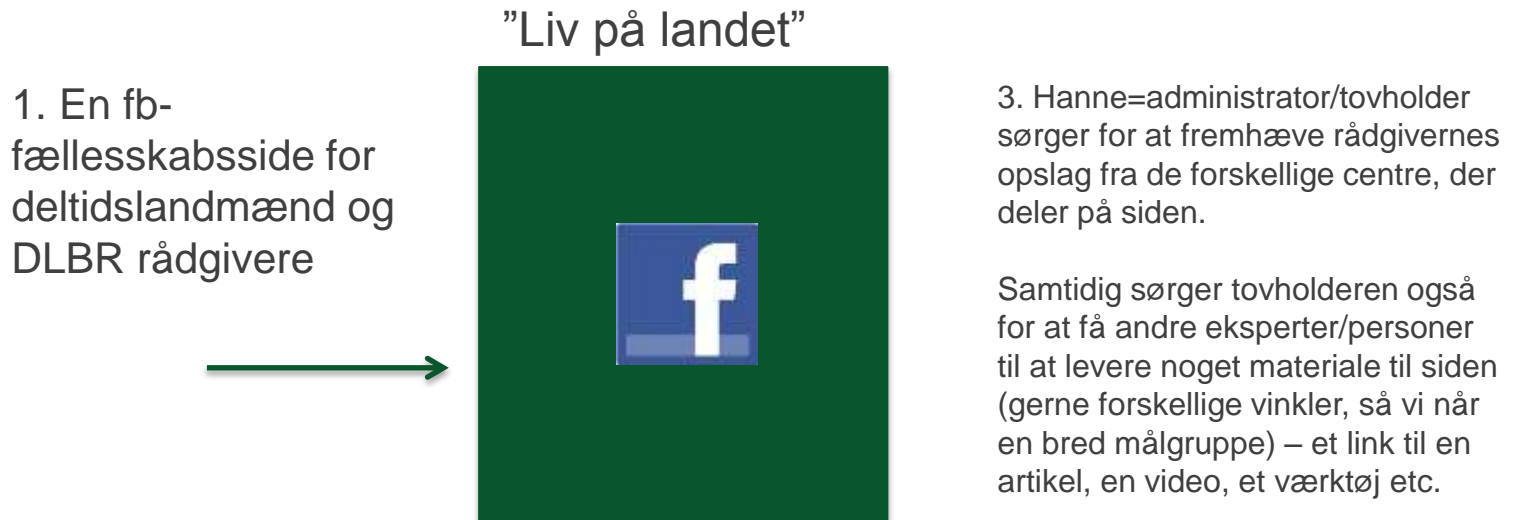 ”Liv på landet”
1. En fb-
fællesskabsside for
deltidslandmænd og
DLBR rådgivere
f
3. Hanne=administrator/tovholder
sørger for at fremhæve rådgivernes
opslag fra de forskellige centre, der
deler på siden.
Samtidig sørger tovholderen også
for at få andre eksperter/personer
til at levere noget materiale til siden
(gerne forskellige vinkler, så vi når
en bred målgruppe) – et link til en
artikel, en video, et værktøj etc.